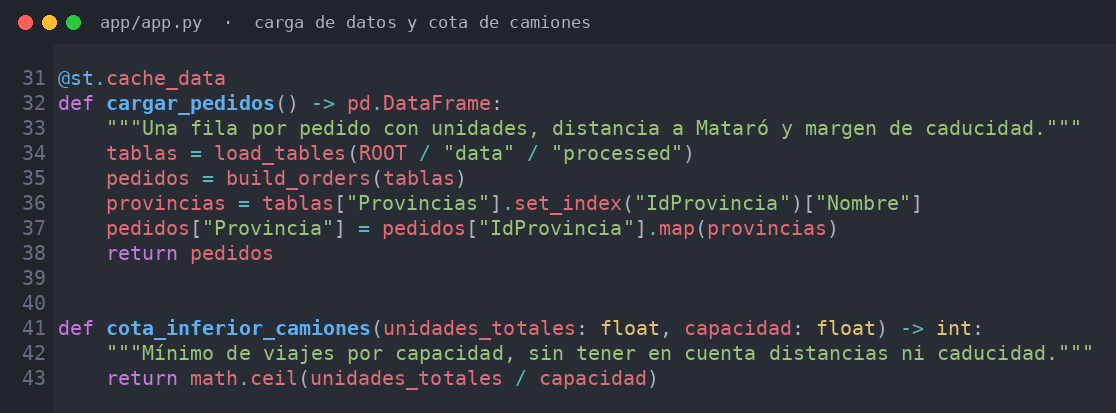 app/app.py · carga de datos y cota de camiones
31 @st.cache_data
32 def cargar_pedidos() -> pd.DataFrame:
33     """Una fila por pedido con unidades, distancia a Mataró y margen de caducidad."""
34     tablas = load_tables(ROOT / "data" / "processed")
35     pedidos = build_orders(tablas)
36     provincias = tablas["Provincias"].set_index("IdProvincia")["Nombre"]
37     pedidos["Provincia"] = pedidos["IdProvincia"].map(provincias)
38     return pedidos
39
40
41 def cota_inferior_camiones(unidades_totales: float, capacidad: float) -> int:
42     """Mínimo de viajes por capacidad, sin tener en cuenta distancias ni caducidad."""
43     return math.ceil(unidades_totales / capacidad)